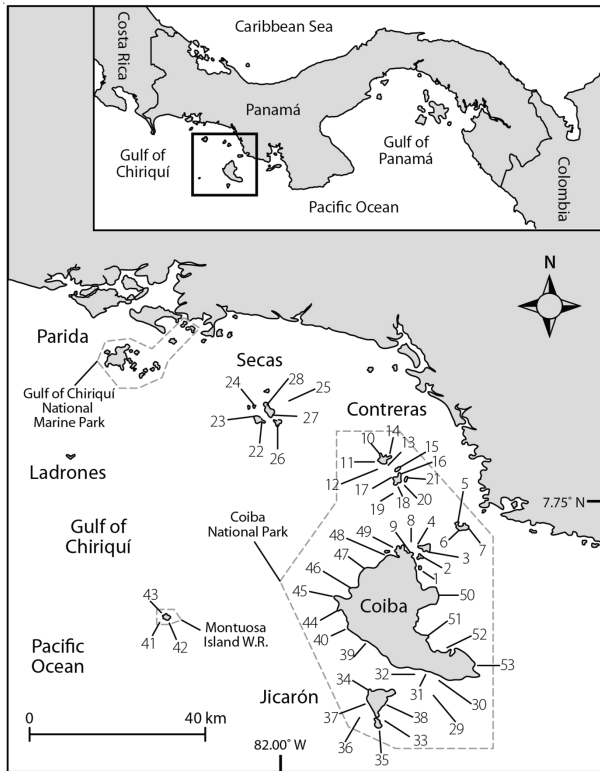 Caribbean Sea
Costa Rica
Panamá
Gulf of
Chiriquí
Gulf of
Panamá
Colombia
Pacific Ocean
N
Parida
Secas
Gulf of Chiriquí
National
Marine Park
24
28
25
23
27
22
26
Contreras
Ladrones
10
14
13
15
11
16
12
17
21
19
18
20
5
7.75° N
Gulf of
Chiriquí
Coiba
National Park
48
49
9
8
4
6
7
47
3
2
46
1
50
45
Coiba
43
44
51
41
42
Montuosa
Island W.R.
40
52
Pacific
Ocean
39
53
32
34
31
30
Jicarón
29
37
38
36
33
35
0
40 km
82.00° W